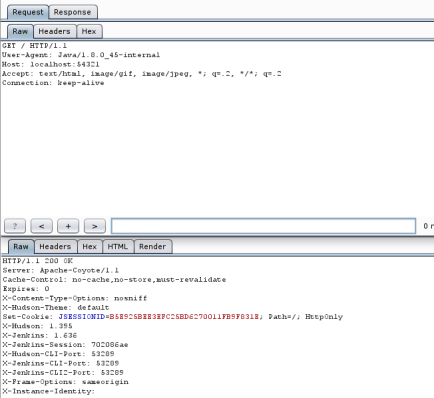 Request Response
Raw Headers Hex
GET / HTTP/1.1
User-Agent: Java/1.8.0_45-internal
Host: localhost:54321
Accept: text/html, image/gif, image/jpeg, *; q=.2, */*; q=.2
Connection: keep-alive
? < + > 0
Raw Headers Hex HTML Render
HTTP/1.1 200 OK
Server: Apache-Coyote/1.1
Cache-Control: no-cache,no-store,must-revalidate
Expires: 0
X-Content-Type-Options: nosniff
X-Hudson-Theme: default
Set-Cookie: Path=/; HttpOnly
X-Hudson: 1.395
X-Jenkins: 1.636
X-Jenkins-Session: 702086ae
X-Hudson-CLI-Port: 53289
X-Jenkins-CLI-Port: 53289
X-Jenkins-CLI2-Port: 53289
X-Frame-Options: sameorigin
X-Instance-Identity: